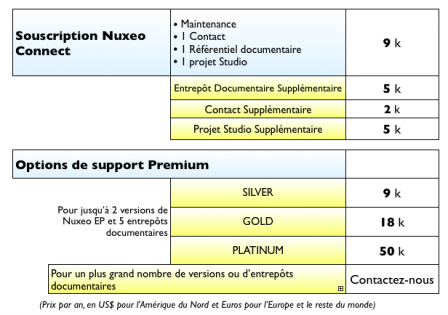 Souscription Nuxeo Connect
• Maintenance
• 1 Contact
• 1 Référentiel documentaire
• 1 projet Studio
9 k
Entrepôt Documentaire Supplémentaire
5 k
Contact Supplémentaire
2 k
Projet Studio Supplémentaire
5 k
Options de support Premium
Pour jusqu'à 2 versions de
Nuxeo EP et 5 entrepôts
documentaires
SILVER
9 k
GOLD
18 k
PLATINUM
50 k
Pour un plus grand nombre de versions ou d'entrepôts
documentaires
Contactez-nous
(Prix par an, en US$ pour l'Amérique du Nord et Euros pour l'Europe et le reste du monde)